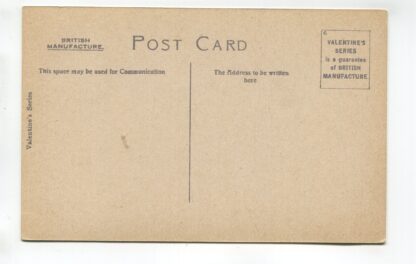 BRITISH
MANUFACTURE.
POST CARD
6
VALENTINE'S
SERIES
is a guarantee
of BRITISH
MANUFACTURE.
This space may be used for Communication
The Address to be written
here
Valentine's Series